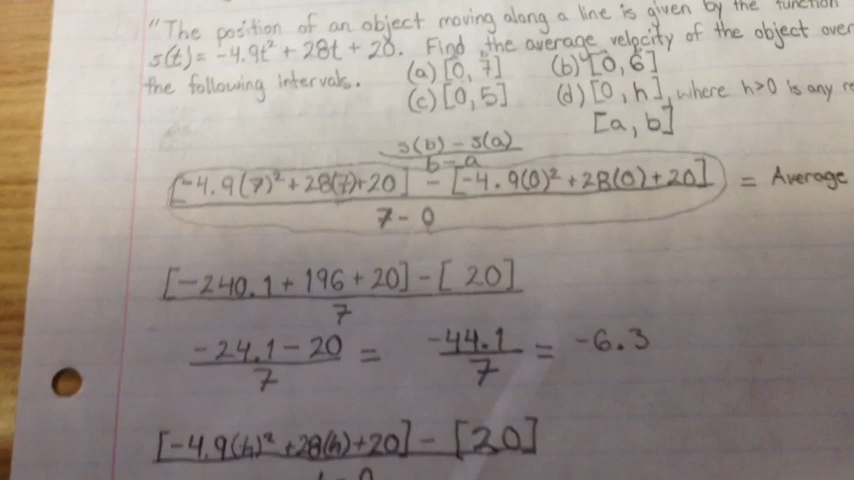 "The position of an object moving along a line is given by the function
s(t) = -4.9t² + 28t + 20. Find the average velocity of the object over
the following intervals. (a) [0, 7] (b) [0, 6]
(c) [0, 5] (d) [0, h], where h>0 is any re
[a, b]
s(b) - s(a)
b - a
[-4.9(7)² + 28(7) + 20] - [-4.9(0)² + 28(0) + 20] = Average
7 - 0
[-240.1 + 196 + 20] - [20]
7
-24.1 - 20 = -44.1 = -6.3
7 7
[-4.9(h)² + 28(h) + 20] - [20]